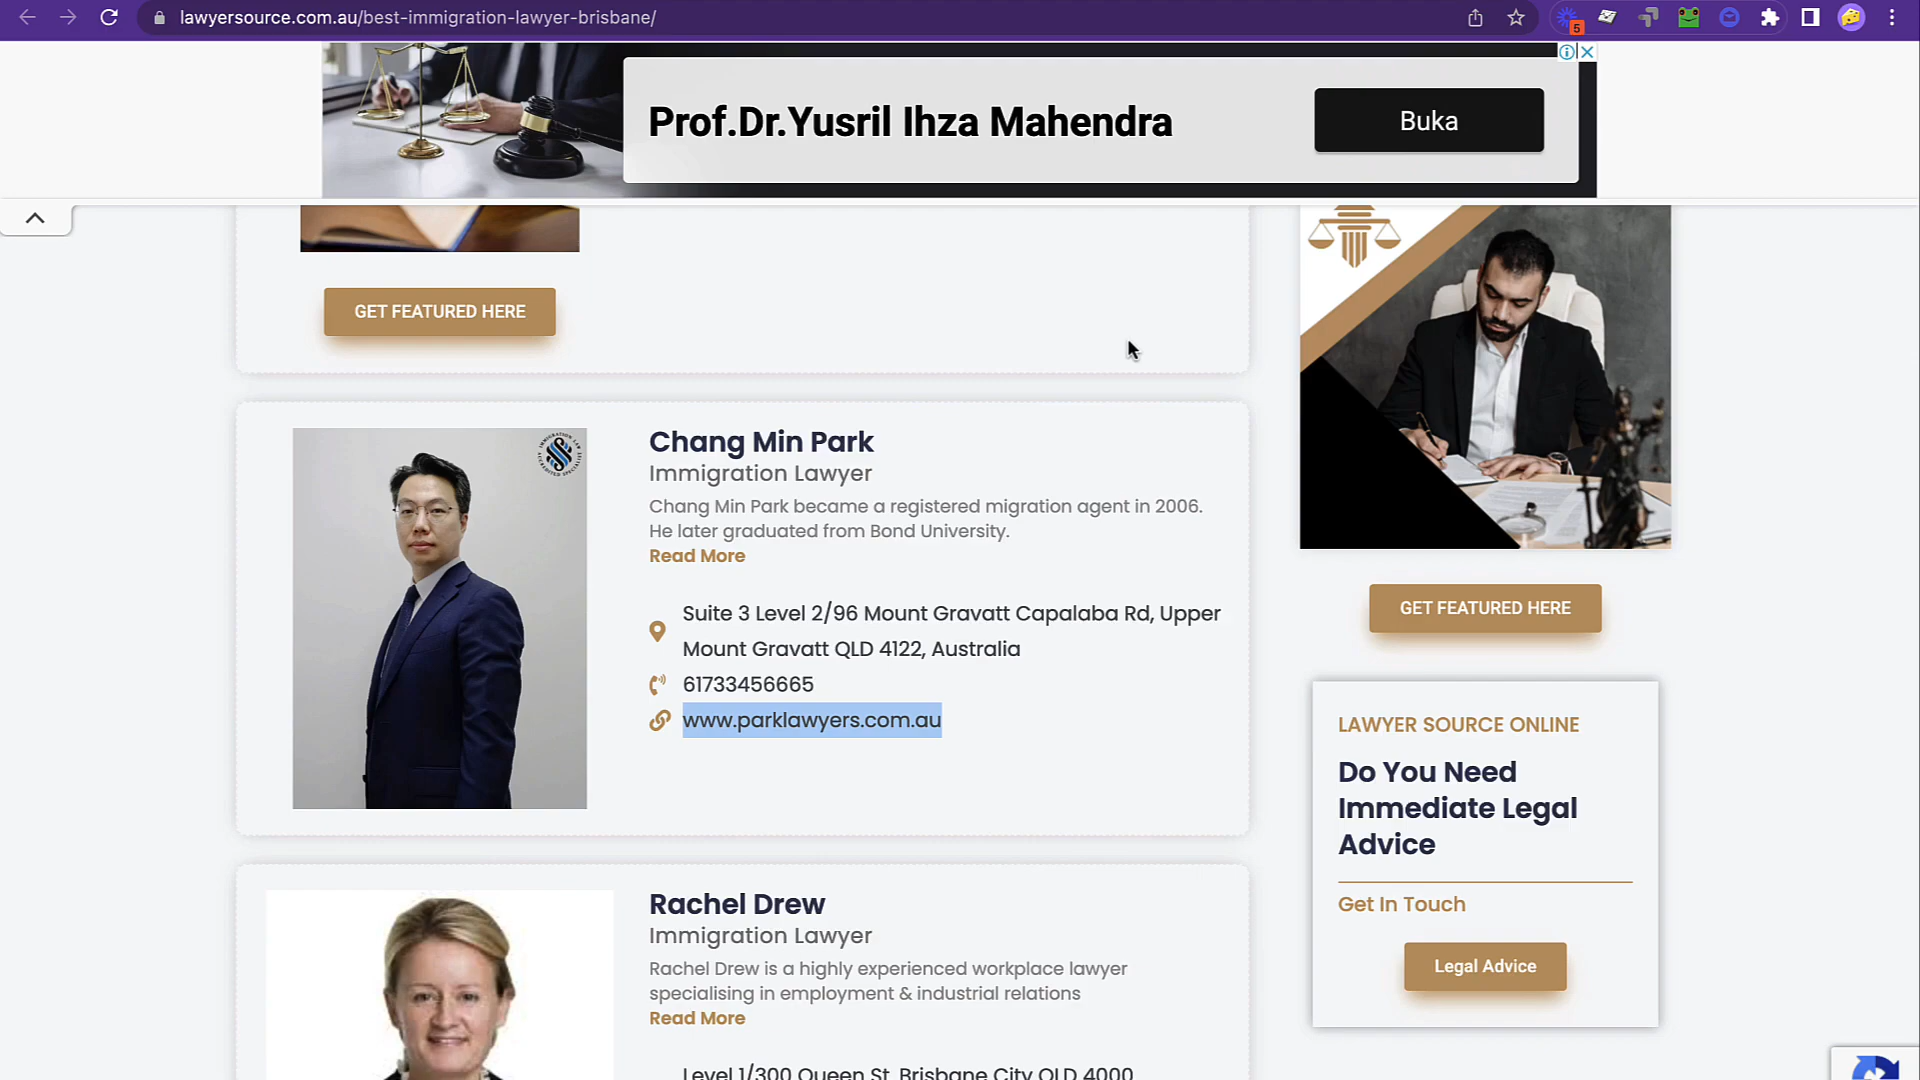 lawyersource.com.au/best-immigration-lawyer-brisbane/
5
Prof.Dr.Yusril Ihza Mahendra
Buka
GET FEATURED HERE
IMMIGRATION LAW
ACCREDITED SPECIALIST
Chang Min Park
Immigration Lawyer
Chang Min Park became a registered migration agent in 2006.
He later graduated from Bond University.
Read More
Suite 3 Level 2/96 Mount Gravatt Capalaba Rd, Upper
Mount Gravatt QLD 4122, Australia
61733456665
www.parklawyers.com.au
Rachel Drew
Immigration Lawyer
Rachel Drew is a highly experienced workplace lawyer
specialising in employment & industrial relations
Read More
Level 1/300 Queen St, Brisbane City QLD 4000
GET FEATURED HERE
LAWYER SOURCE ONLINE
Do You Need
Immediate Legal
Advice
Get In Touch
Legal Advice